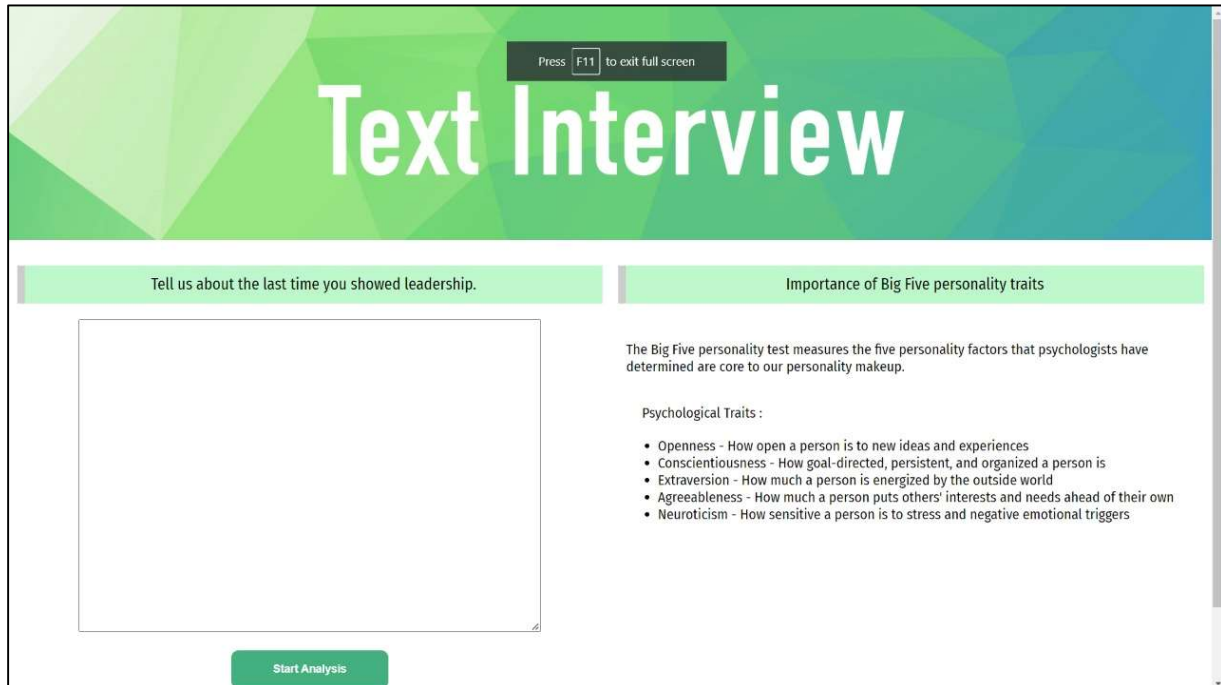 Press F11 to exit full screen
Text Interview
Tell us about the last time you showed leadership.
Start Analysis
Importance of Big Five personality traits
The Big Five personality test measures the five personality factors that psychologists have
determined are core to our personality makeup.
Psychological Traits :
• Openness - How open a person is to new ideas and experiences
• Conscientiousness - How goal-directed, persistent, and organized a person is
• Extraversion - How much a person is energized by the outside world
• Agreeableness - How much a person puts others' interests and needs ahead of their own
• Neuroticism - How sensitive a person is to stress and negative emotional triggers